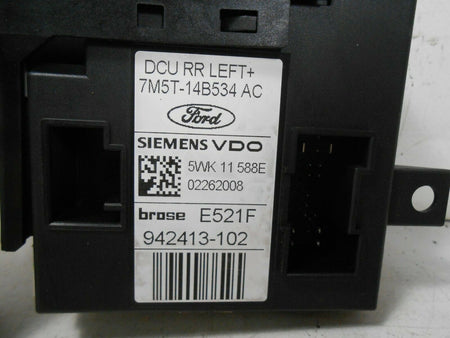 DCU RR LEFT+
7M5T-14B534 AC
Ford
SIEMENS VDO
5WK 11 588E
02262008
brose E521F
942413-102